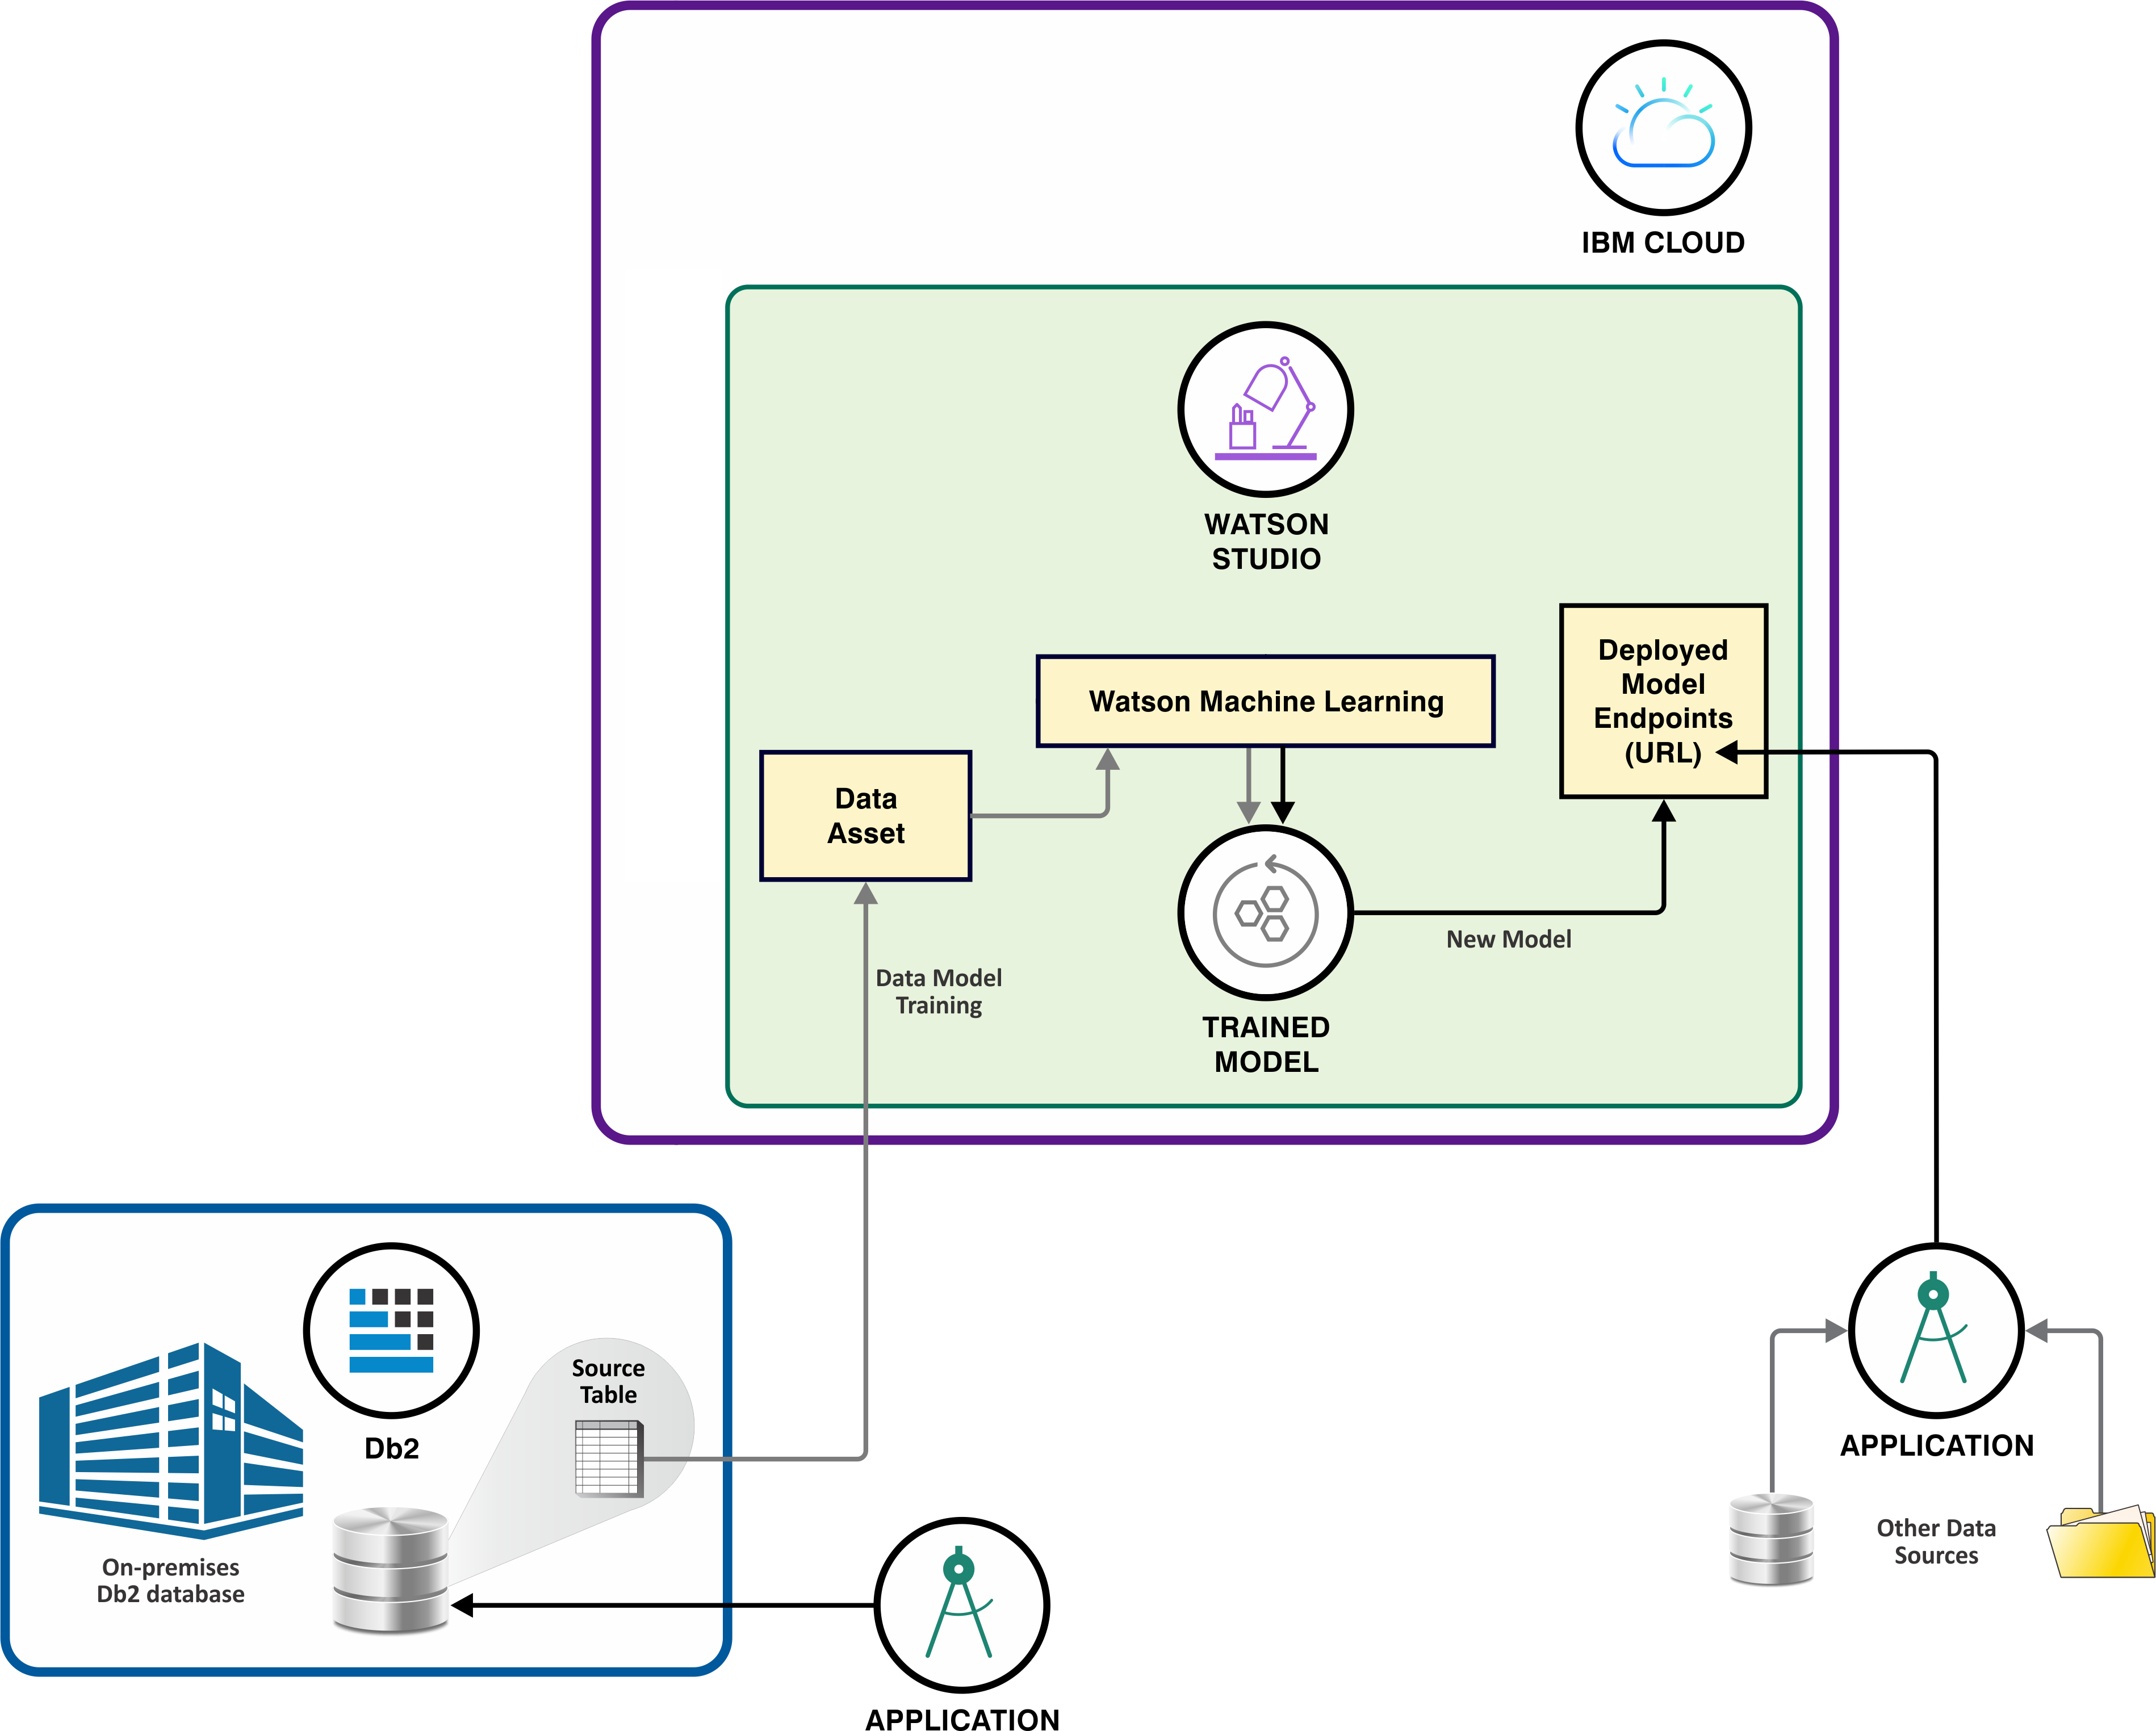 IBM CLOUD
WATSON
STUDIO
Deployed
Model
Endpoints
(URL)
Watson Machine Learning
Data
Asset
New Model
Data Model
Training
TRAINED
MODEL
Db2
Source
Table
On-premises
Db2 database
APPLICATION
APPLICATION
Other Data
Sources